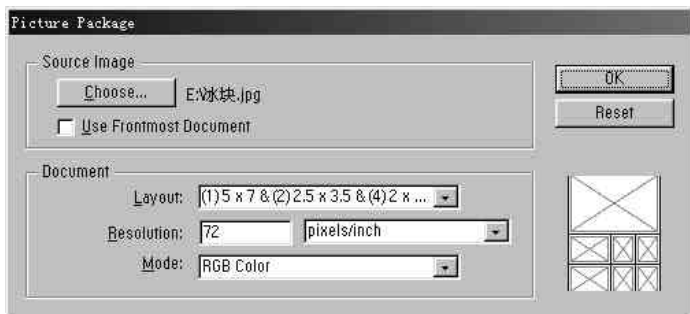 Picture Package
Source Image
Choose...
E:\冰块.jpg
Use Frontmost Document
OK
Reset
Document
Layout: (1)5 x 7 & (2)2.5 x 3.5 & (4)2 x ...
Resolution: 72 pixels/inch
Mode: RGB Color